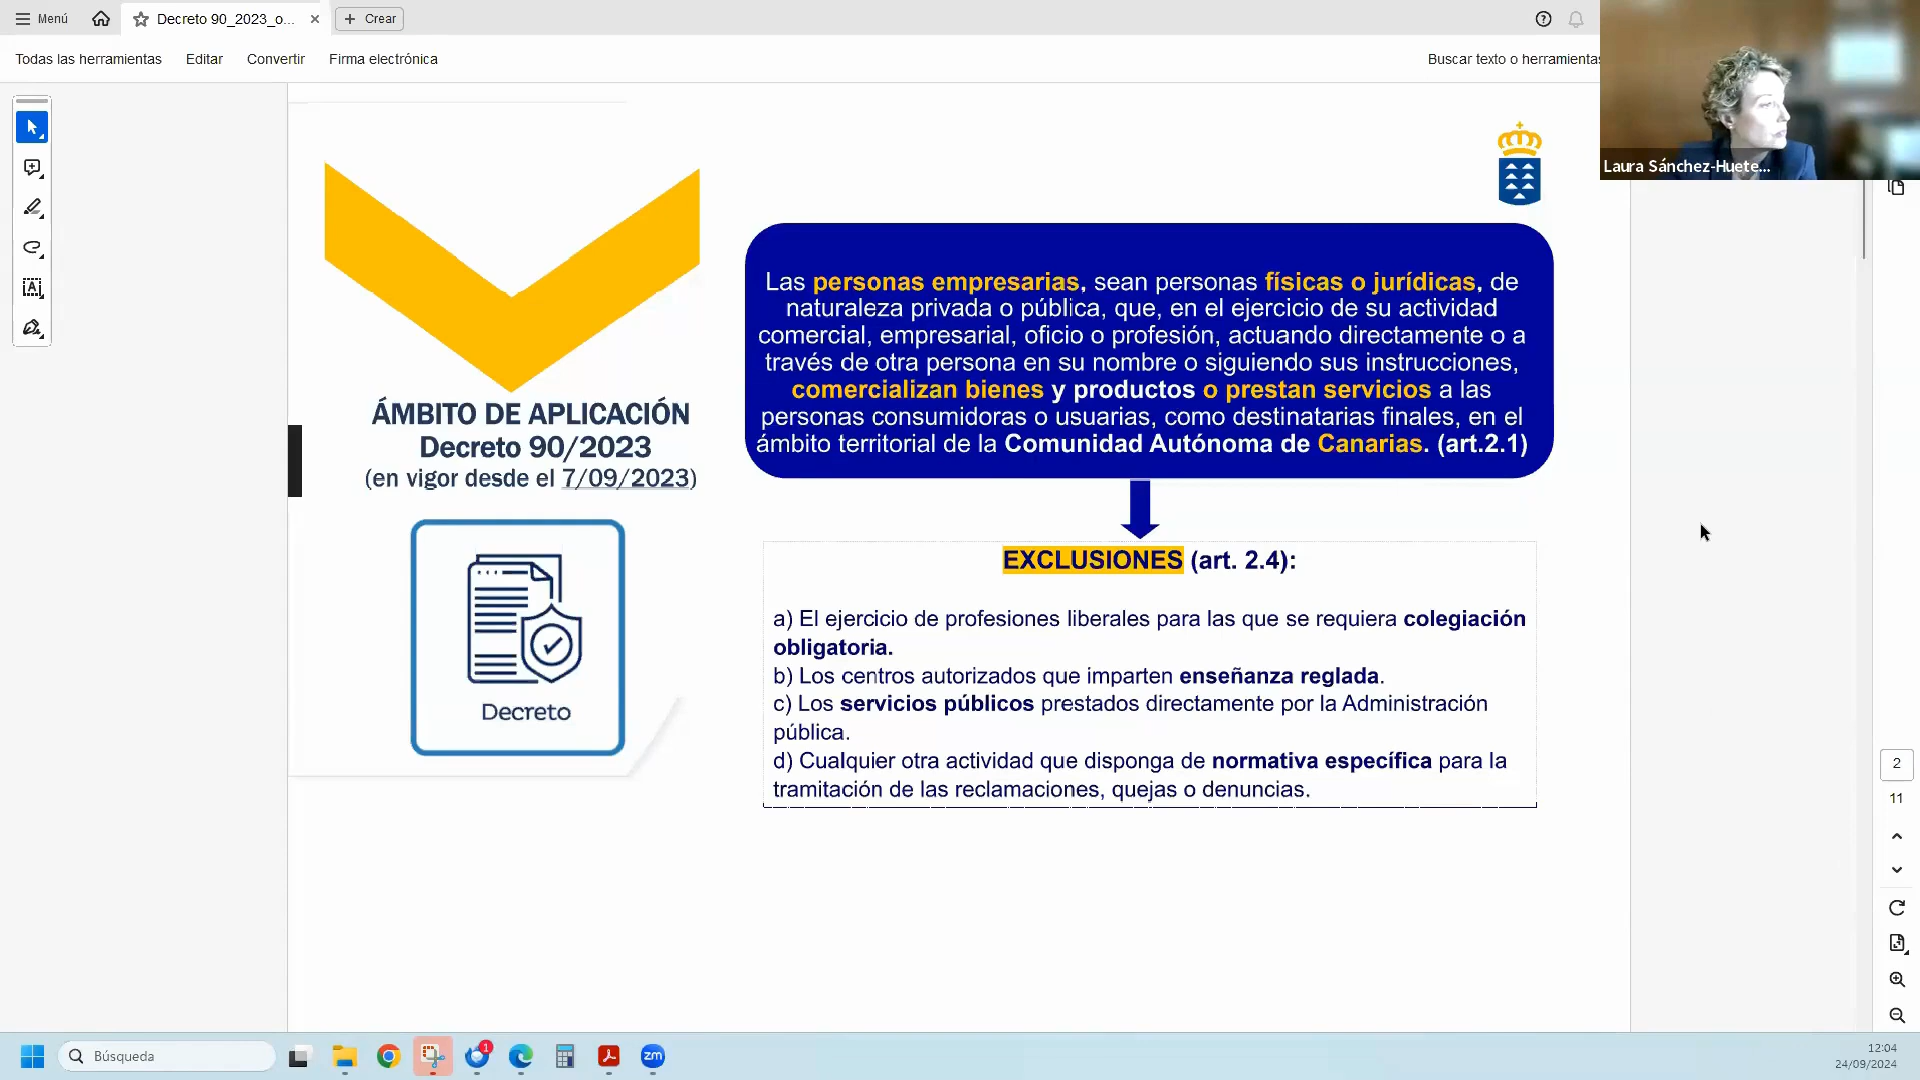 Menú
Decreto 90_2023_o...
Crear
Todas las herramientas
Editar
Convertir
Firma electrónica
Buscar texto o herramientas
Laura Sánchez-Huete...
ÁMBITO DE APLICACIÓN
Decreto 90/2023
(en vigor desde el 7/09/2023)
Decreto
Las personas empresarias, sean personas físicas o jurídicas, de
naturaleza privada o pública, que, en el ejercicio de su actividad
comercial, empresarial, oficio o profesión, actuando directamente o a
través de otra persona en su nombre o siguiendo sus instrucciones,
comercializan bienes y productos o prestan servicios a las
personas consumidoras o usuarias, como destinatarias finales, en el
ámbito territorial de la Comunidad Autónoma de Canarias. (art.2.1)
EXCLUSIONES (art. 2.4):
a) El ejercicio de profesiones liberales para las que se requiera colegiación
obligatoria.
b) Los centros autorizados que imparten enseñanza reglada.
c) Los servicios públicos prestados directamente por la Administración
pública.
d) Cualquier otra actividad que disponga de normativa específica para la
tramitación de las reclamaciones, quejas o denuncias.
2
11
Búsqueda
1
zm
12:04
24/09/2024